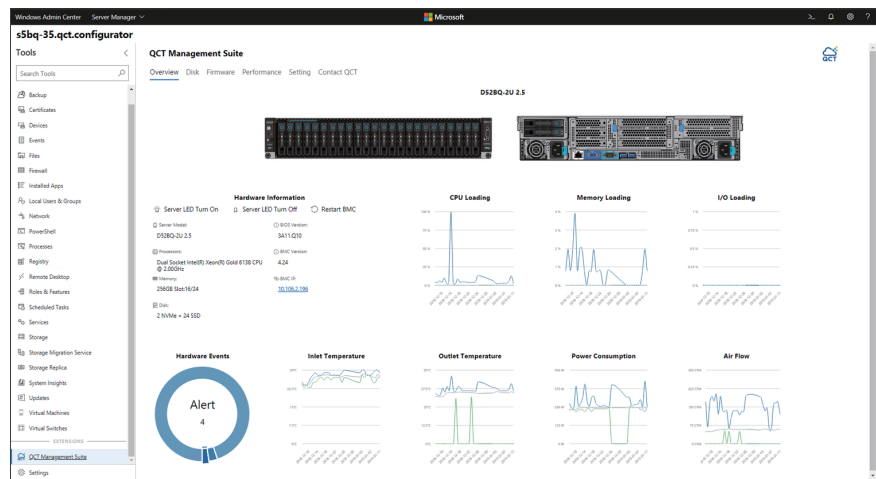 Windows Admin Center Server Manager
Microsoft
s5bq-35.qct.configurator
Tools
Search Tools
Backup
Certificates
Devices
Events
Files
Firewall
Installed Apps
Local Users & Groups
Network
PowerShell
Processes
Registry
Remote Desktop
Roles & Features
Scheduled Tasks
Services
Storage
Storage Migration Service
Storage Replica
System Insights
Updates
Virtual Machines
Virtual Switches
EXTENSIONS
QCT Management Suite
Settings
QCT Management Suite
QCT
Overview Disk Firmware Performance Setting Contact QCT
D52BQ-2U 2.5
Hardware Information
Server LED Turn On Server LED Turn Off Restart BMC
Server Model:
D52BQ-2U 2.5
BIOS Version:
3A11.Q10
Processors:
Dual Socket Intel(R) Xeon(R) Gold 6138 CPU
@ 2.00GHz
BMC Version:
4.24
Memory:
256GB Slot:16/24
BMC IP:
10.106.2.196
Disk:
2 NVMe + 24 SSD
CPU Loading
Memory Loading
I/O Loading
Hardware Events
Alert
4
Inlet Temperature
Outlet Temperature
Power Consumption
Air Flow